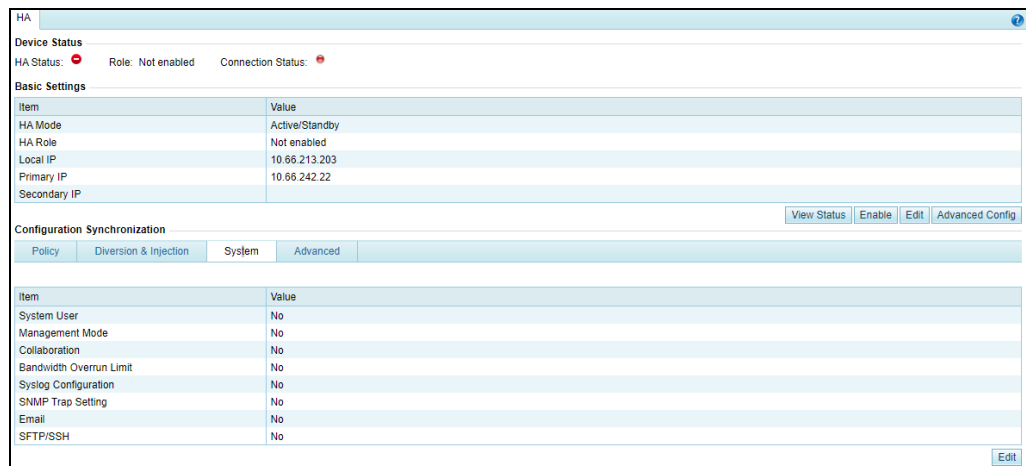 HA
Device Status
HA Status: Role: Not enabled Connection Status:
Basic Settings
Item Value
HA Mode Active/Standby
HA Role Not enabled
Local IP 10.66.213.203
Primary IP 10.66.242.22
Secondary IP
View Status Enable Edit Advanced Config
Configuration Synchronization
Policy Diversion & Injection System Advanced
Item Value
System User No
Management Mode No
Collaboration No
Bandwidth Overrun Limit No
Syslog Configuration No
SNMP Trap Setting No
Email No
SFTP/SSH No
Edit